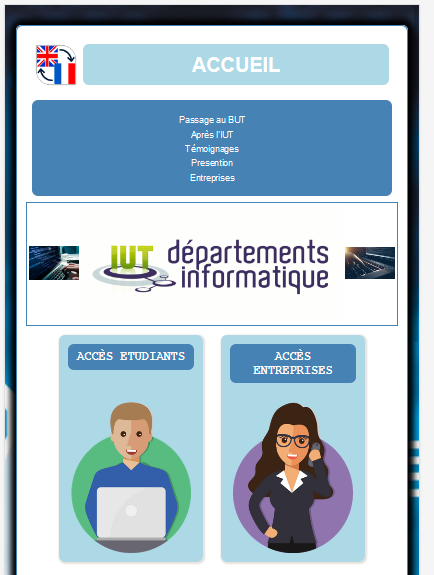 ACCUEIL
Passage au BUT
Après l'IUT
Témoignages
Presention
Entreprises
IUT départements
informatique
ACCÈS ETUDIANTS
ACCÈS
ENTREPRISES